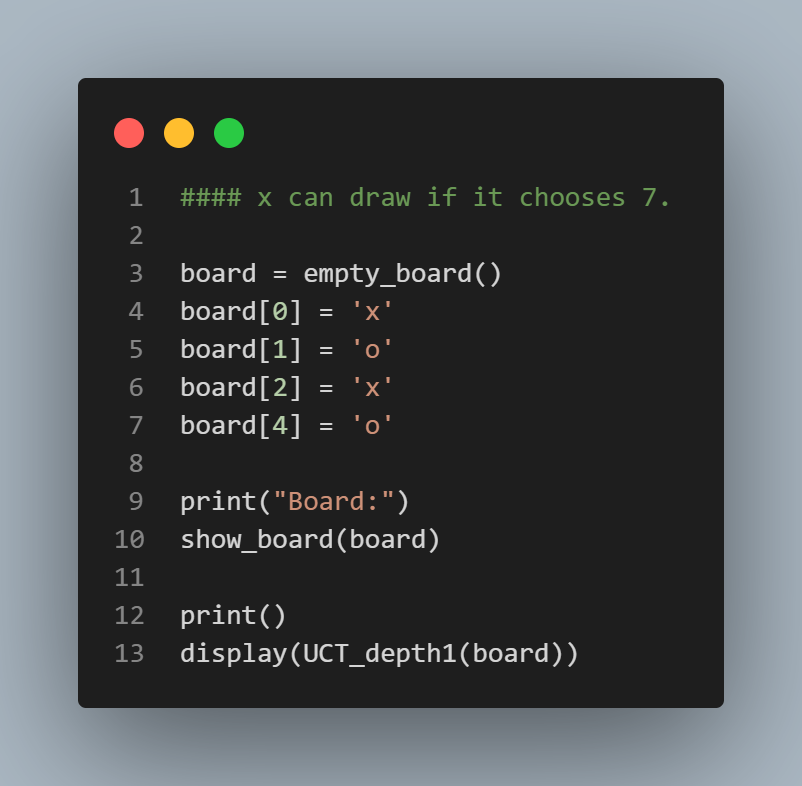 1 #### x can draw if it chooses 7.
2
3 board = empty_board()
4 board[0] = 'x'
5 board[1] = 'o'
6 board[2] = 'x'
7 board[4] = 'o'
8
9 print("Board:")
10 show_board(board)
11
12 print()
13 display(UCT_depth1(board))